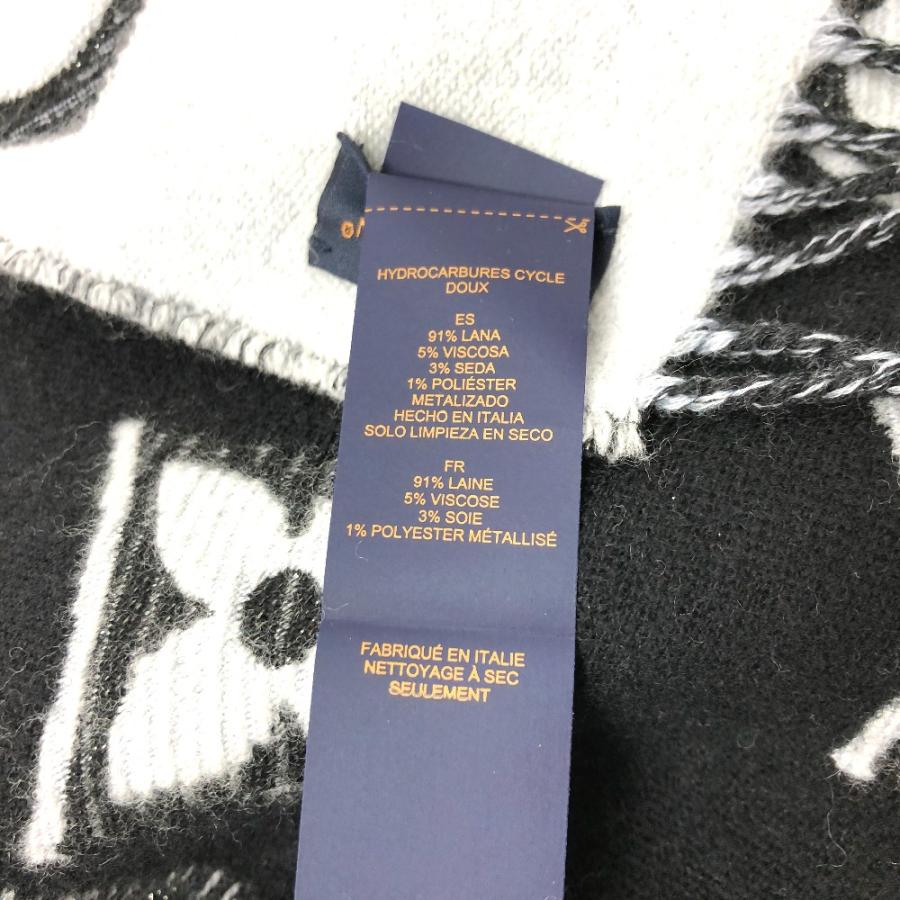 HYDROCARBURES CYCLE
DOUX
ES
91% LANA
5% VISCOSA
3% SEDA
1% POLIÉSTER
METALIZADO
HECHO EN ITALIA
SOLO LIMPIEZA EN SECO
FR
91% LAINE
5% VISCOSE
3% SOIE
1% POLYESTER MÉTALLISÉ
FABRIQUÉ EN ITALIE
NETTOYAGE À SEC
SEULEMENT